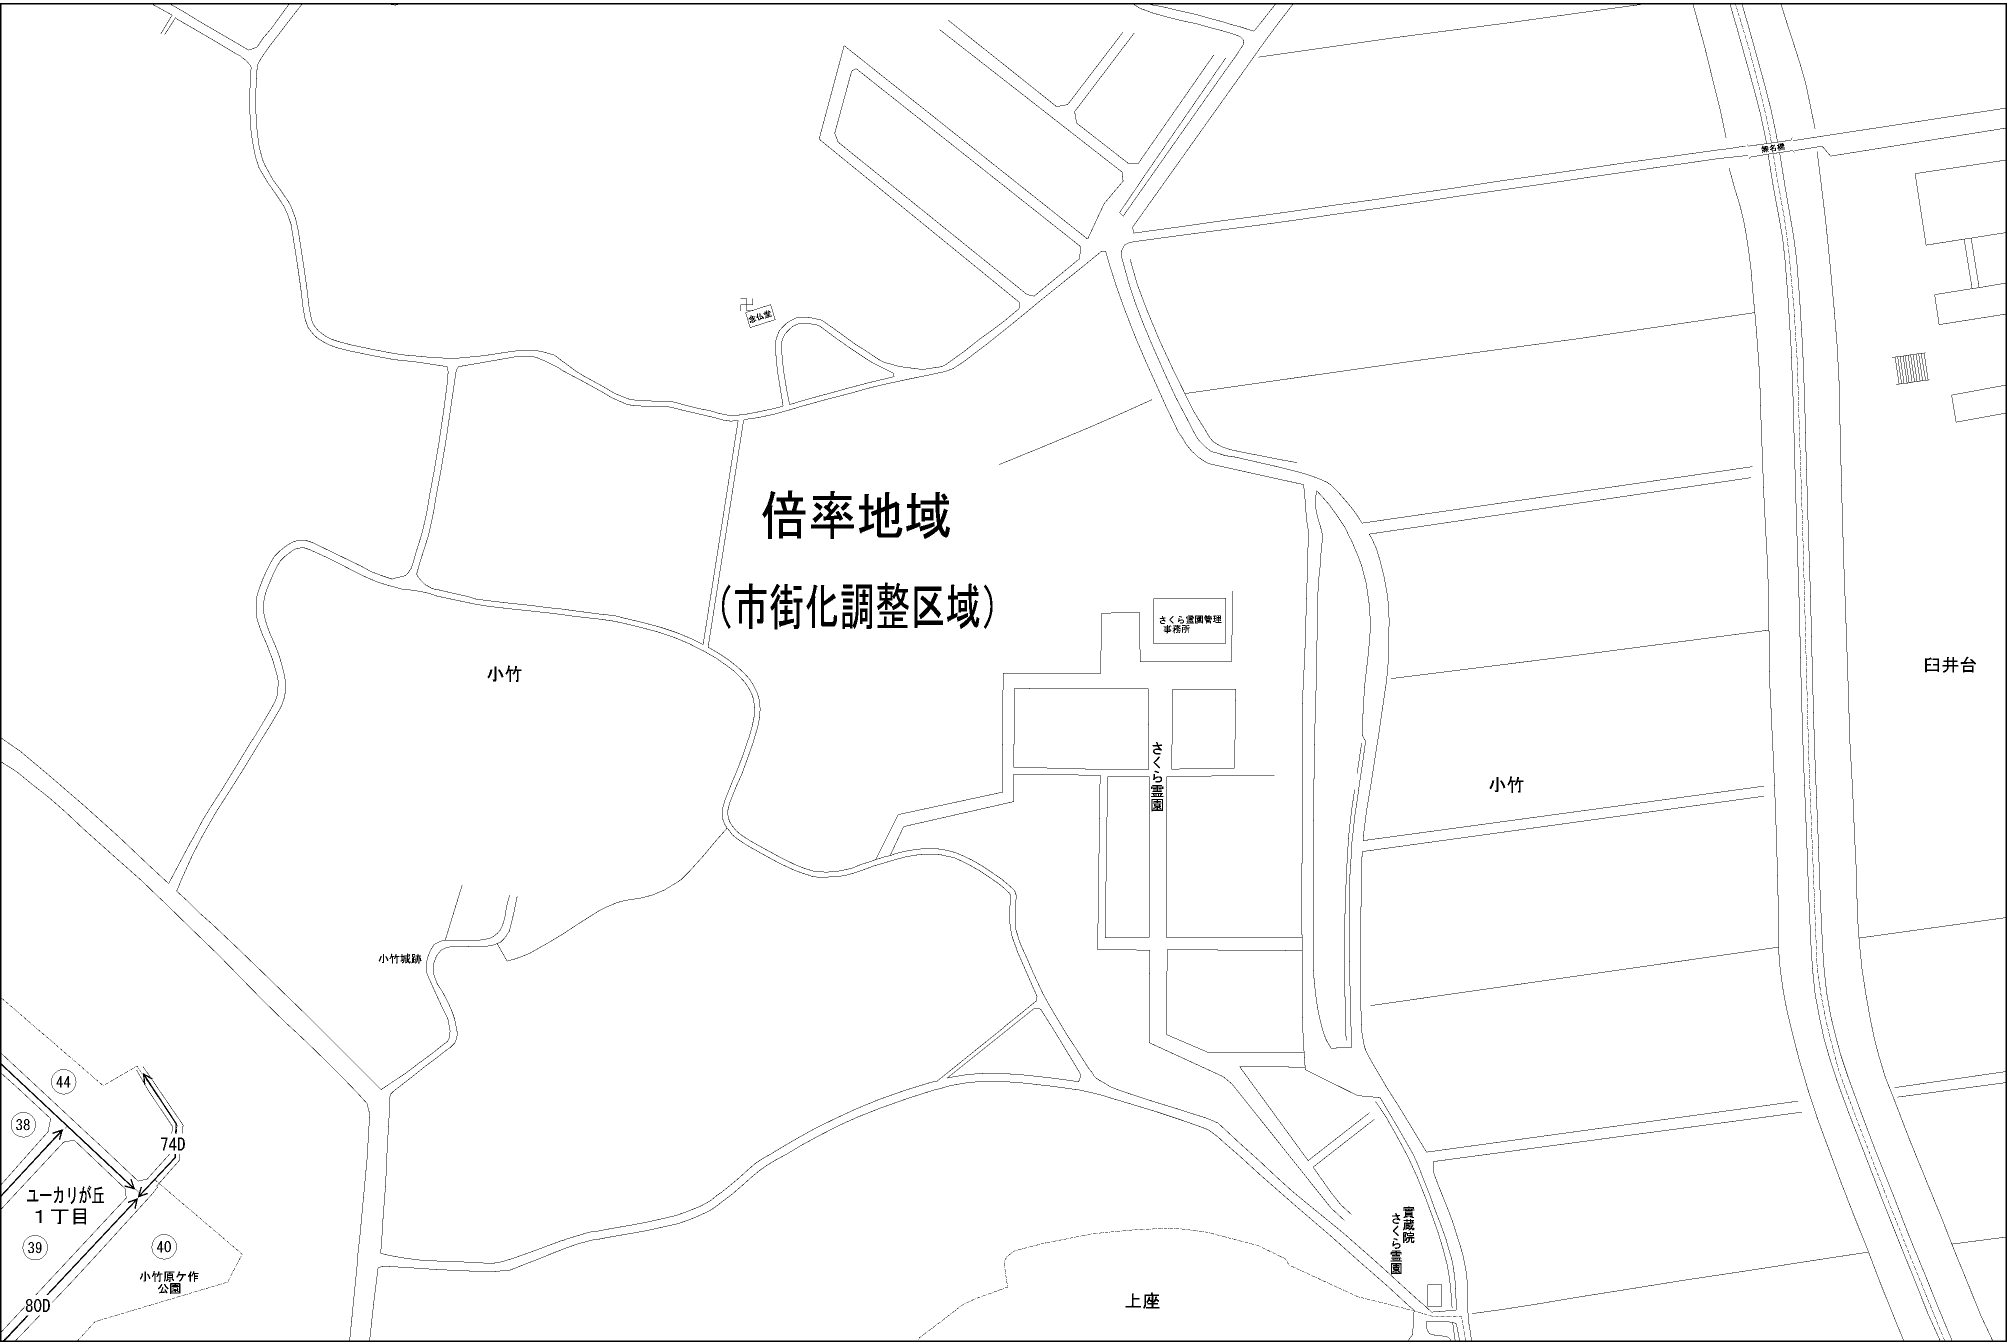 無名橋
念仏堂
倍率地域
(市街化調整区域)
さくら霊園管理
事務所
小竹
臼井台
さくら霊園
小竹
小竹城跡
44
38
74D
ユーカリが丘
1丁目
39
40
小竹原ケ作
公園
80D
實蔵院
さくら霊園
上座